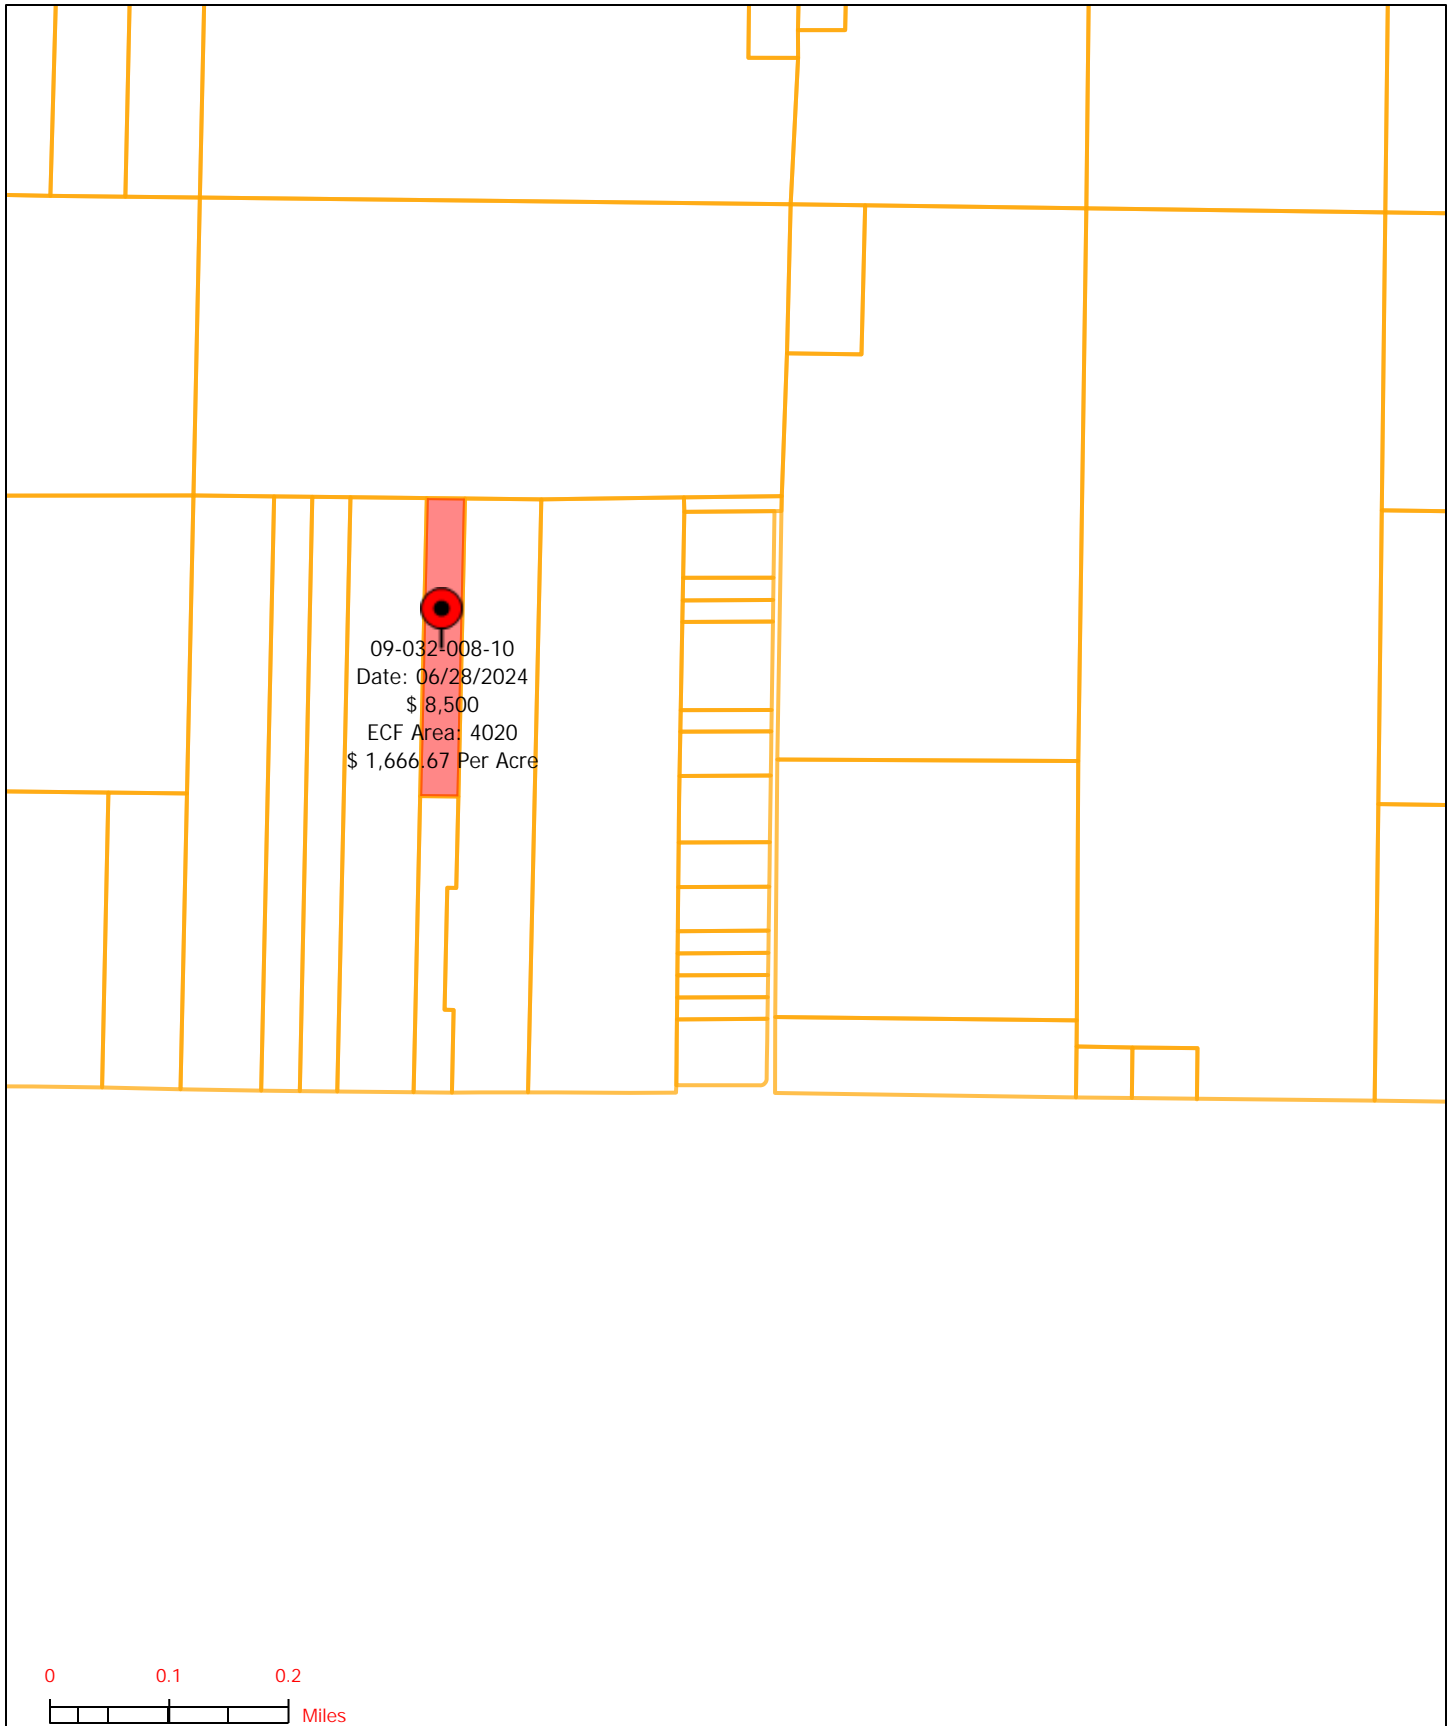 09-032-008-10
Date: 06/28/2024
$ 8,500
ECF Area: 4020
$ 1,666.67 Per Acre
0 0.1 0.2
Miles